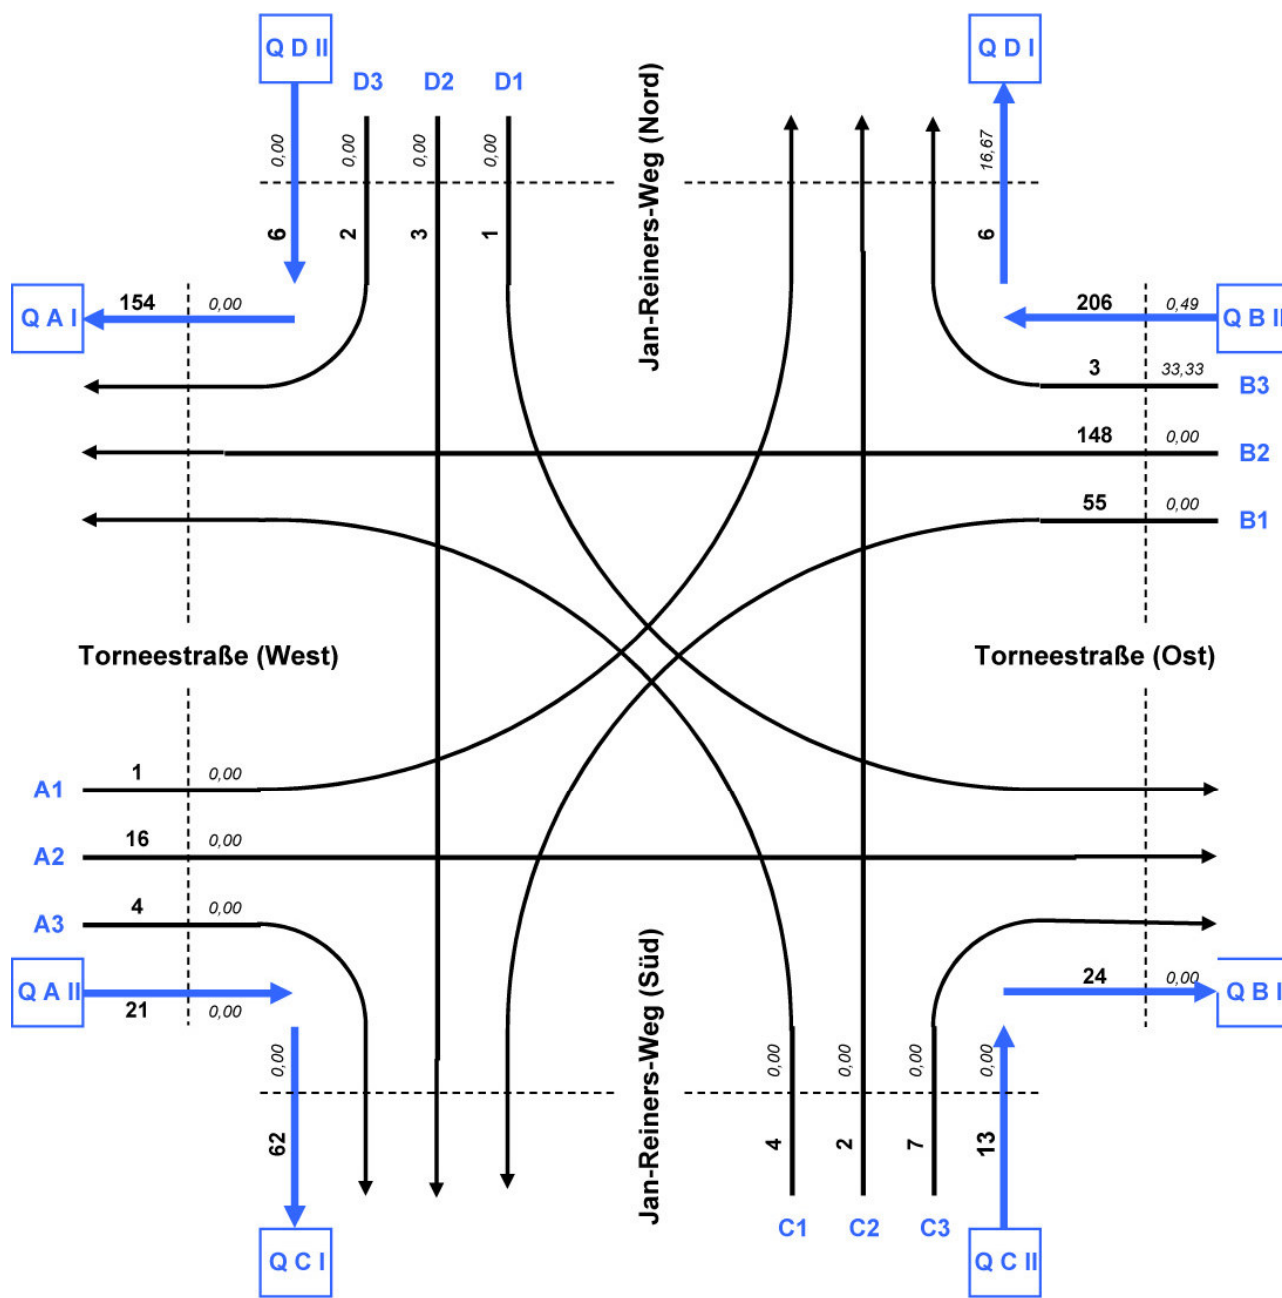 Q D II
D3
D2
D1
Jan-Reiners-Weg (Nord)
Q D I
0,00
0,00
0,00
0,00
16,67
6
2
3
1
6
Q A I
154
0,00
206
0,49
Q B II
3
33,33
B3
148
0,00
B2
55
0,00
B1
Torneestraße (West)
Torneestraße (Ost)
A1
1
0,00
A2
16
0,00
A3
4
0,00
Q A II
21
0,00
24
0,00
Q B I
Jan-Reiners-Weg (Süd)
0,00
0,00
0,00
0,00
0,00
62
4
2
7
13
Q C I
C1
C2
C3
Q C II